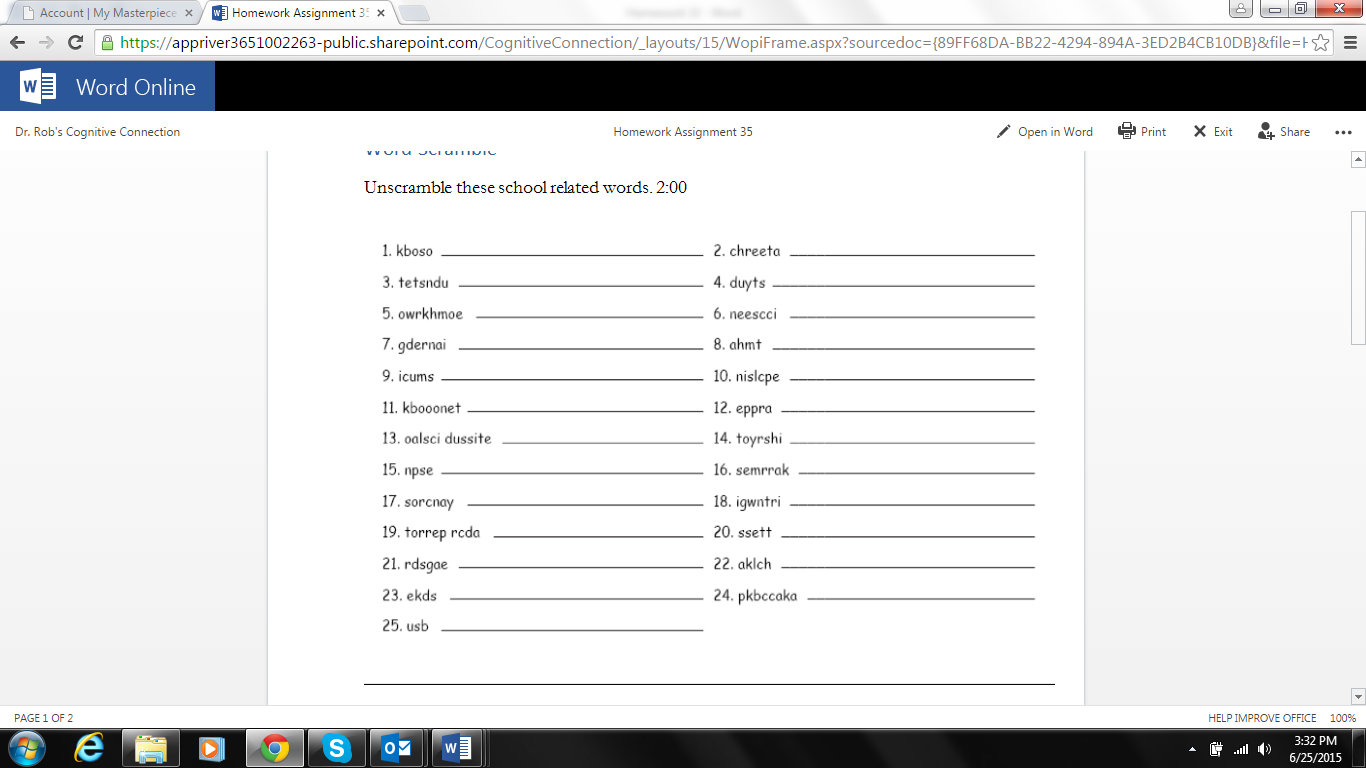 Account | My Masterpiece
Homework Assignment 35
https://appriver3651002263-public.sharepoint.com/CognitiveConnection/_layouts/15/WopiFrame.aspx?sourcedoc={89FF68DA-BB22-4294-894A-3ED2B4CB10DB}&file=H
Word Online
Dr. Rob's Cognitive Connection Homework Assignment 35 Open in Word Print Exit Share
Word Scramble
Unscramble these school related words. 2:00
1. kboso 2. chreeta
3. tetsndu 4. duyts
5. owrkhmoe 6. neescci
7. gdernai 8. ahmt
9. icums 10. nislcpe
11. kbooonet 12. eppra
13. oalsci dussite 14. toyrshi
15. npse 16. semrrak
17. sorcnay 18. igwntri
19. torrep rcda 20. ssett
21. rdsgae 22. aklch
23. ekds 24. pkbccaka
25. usb
PAGE 1 OF 2 HELP IMPROVE OFFICE 100%
3:32 PM
6/25/2015